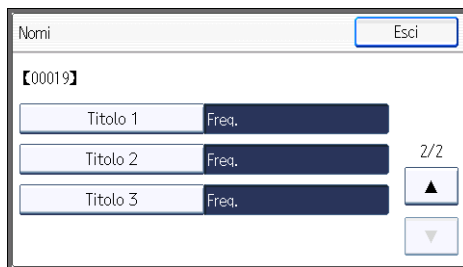 Nomi Esci
【00019】
Titolo 1 Freq.
Titolo 2 Freq.
2/2
Titolo 3 Freq.